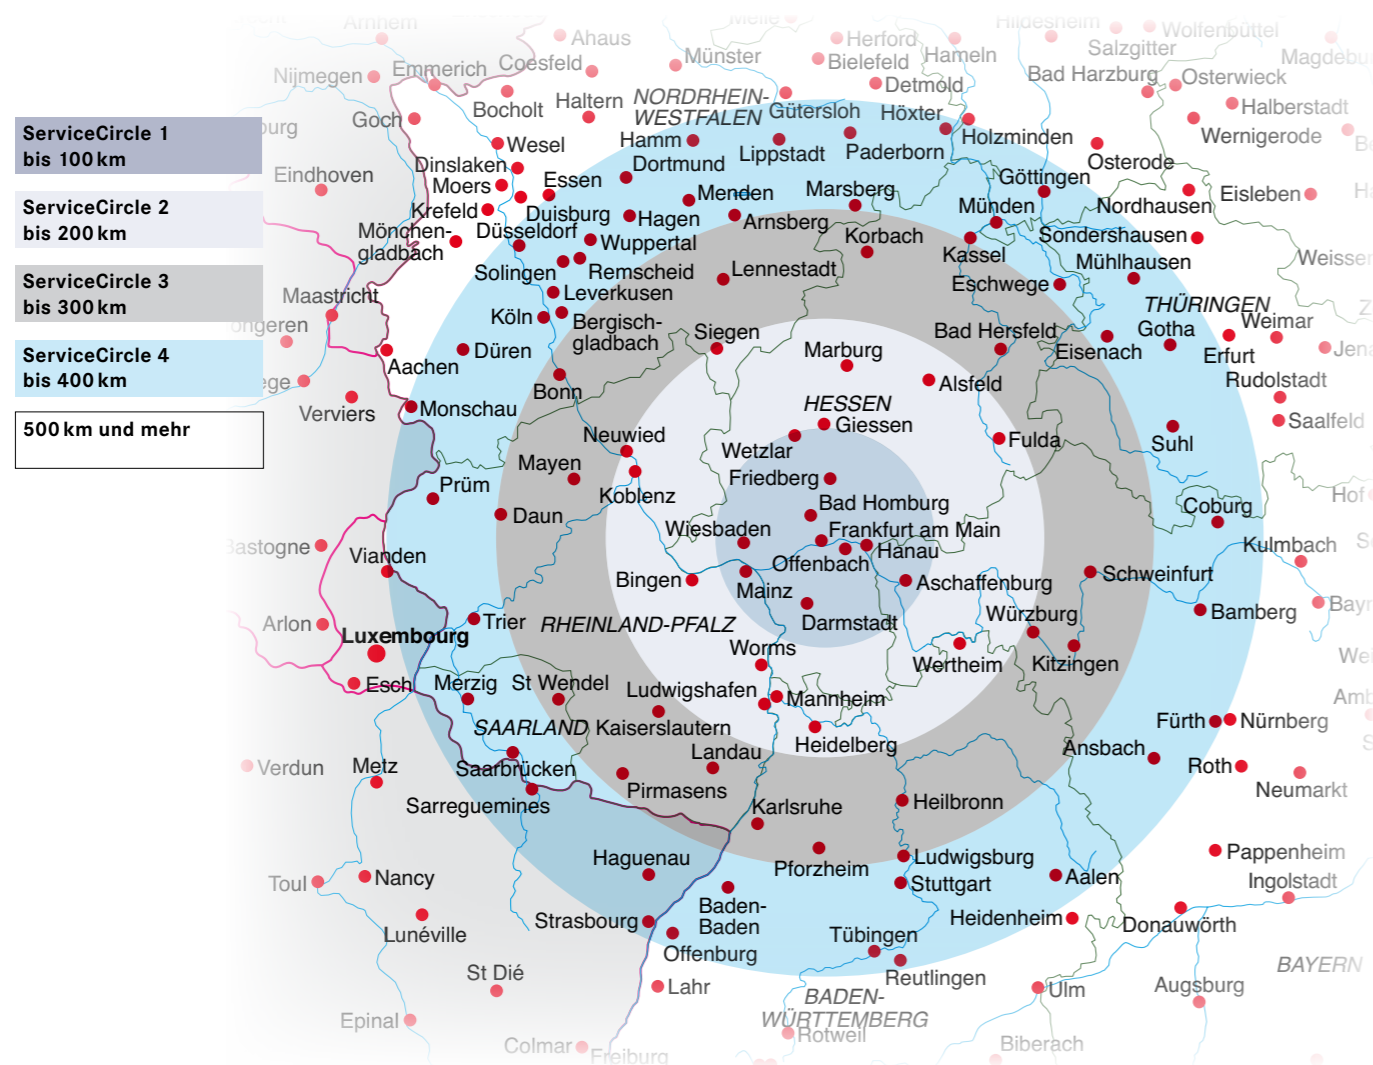 ServiceCircle 1
bis 100 km
ServiceCircle 2
bis 200 km
ServiceCircle 3
bis 300 km
ServiceCircle 4
bis 400 km
500 km und mehr
Arnhem
Ahaus
Melle
Herford
Hameln
Hildesheim
Wolfenbüttel
Salzgitter
Magdebu
Nijmegen
Emmerich
Coesfeld
Münster
Bielefeld
Detmold
Bad Harzburg
Osterwieck
Goch
Bocholt
Haltern
NORDRHEIN-
WESTFALEN
Gütersloh
Höxter
Halberstadt
Wernigerode
burg
Wesel
Hamm
Lippstadt
Paderborn
Holzminden
Osterode
Eindhoven
Dinslaken
Moers
Essen
Dortmund
Menden
Marsberg
Göttingen
Nordhausen
Eisleben
Krefeld
Duisburg
Hagen
Arnsberg
Münden
Mönchen-
gladbach
Düsseldorf
Wuppertal
Korbach
Kassel
Sondershausen
Solingen
Remscheid
Lennestadt
Eschwege
Mühlhausen
Weisser
Maastricht
Leverkusen
THÜRINGEN
Köln
Bergisch-
gladbach
Siegen
Bad Hersfeld
Eisenach
Gotha
Weimar
Erfurt
Jena
ongeren
Aachen
Düren
Marburg
Alsfeld
Rudolstadt
ege
Verviers
Monschau
Bonn
HESSEN
Giessen
Saalfeld
Neuwied
Wetzlar
Fulda
Suhl
Mayen
Koblenz
Friedberg
Prüm
Daun
Bad Homburg
Coburg
Hof
Wiesbaden
Frankfurt am Main
Bastogne
Vianden
Offenbach
Hanau
Kulmbach
Bingen
Mainz
Aschaffenburg
Schweinfurt
Arlon
Luxembourg
Trier
RHEINLAND-PFALZ
Darmstadt
Würzburg
Bamberg
Bayr
Worms
Wertheim
Kitzingen
Wei
Esch
Merzig
St Wendel
Ludwigshafen
Mannheim
Amb
SAARLAND
Kaiserslautern
Heidelberg
Fürth
Nürnberg
Verdun
Metz
Saarbrücken
Landau
Ansbach
Roth
Sarreguemines
Pirmasens
Karlsruhe
Heilbronn
Neumarkt
Haguenau
Pforzheim
Ludwigsburg
Pappenheim
Toul
Nancy
Stuttgart
Aalen
Ingolstadt
Lunéville
Strasbourg
Baden-
Baden
Heidenheim
Donauwörth
Offenburg
Tübingen
Reutlingen
St Dié
Lahr
BADEN-
WÜRTTEMBERG
Ulm
Augsburg
BAYERN
Epinal
Rotweil
Colmar
Freiburg
Biberach